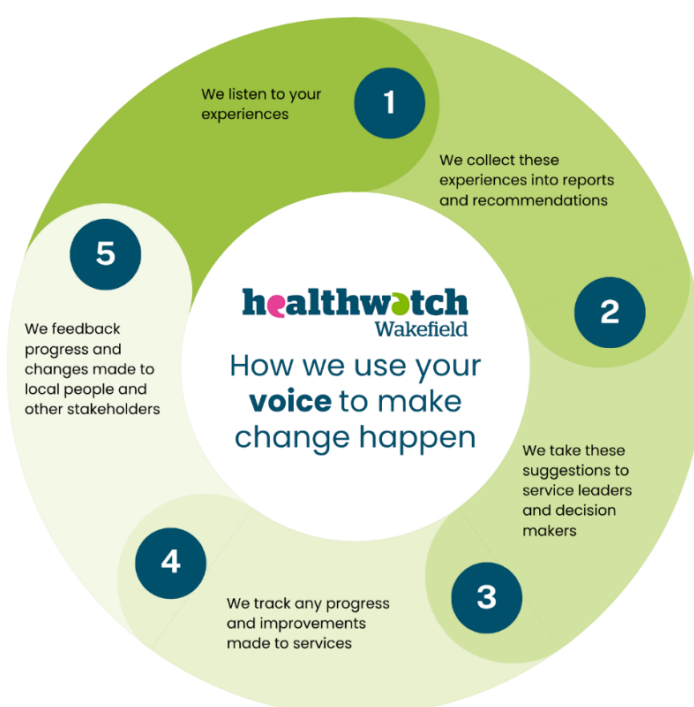 We listen to your
experiences
1
We collect these
experiences into reports
and recommendations
2
We take these
suggestions to
service leaders
and decision
makers
3
We track any progress
and improvements
made to services
4
5
We feedback
progress and
changes made to
local people and
other stakeholders
healthwatch
Wakefield
How we use your
voice to make
change happen